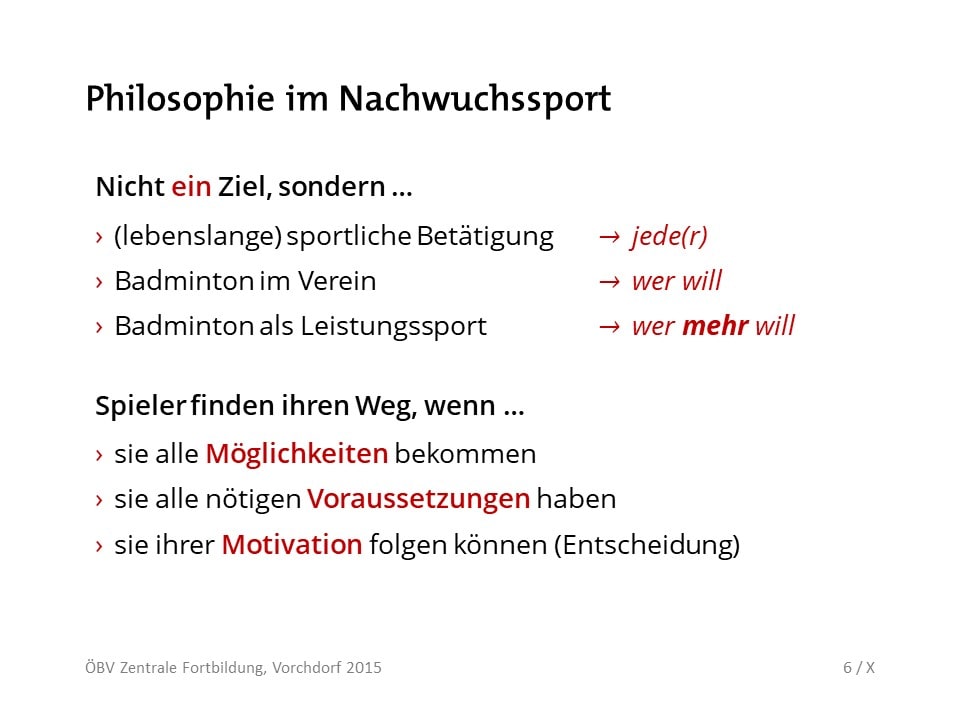 Philosophie im Nachwuchssport
Nicht ein Ziel, sondern ...
› (lebenslange) sportliche Betätigung → jede(r)
› Badminton im Verein → wer will
› Badminton als Leistungssport → wer mehr will
Spieler finden ihren Weg, wenn ...
› sie alle Möglichkeiten bekommen
› sie alle nötigen Voraussetzungen haben
› sie ihrer Motivation folgen können (Entscheidung)
ÖBV Zentrale Fortbildung, Vorchdorf 2015 6 / X